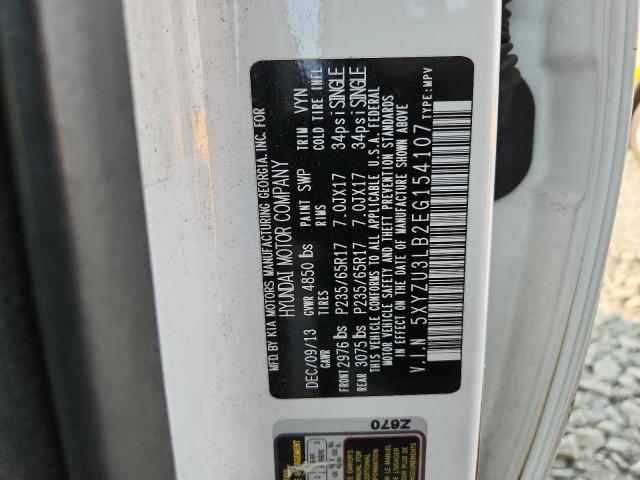 MFD. BY KIA MOTORS MANUFACTURING GEORGIA, INC. FOR
HYUNDAI MOTOR COMPANY
DEC/09/13 GVWR 4850 lbs PAINT SWP TRIM VYN
GAWR RIMS COLD TIRE INFL
FRONT 2976 lbs P235/65R17 7.0JX17 34psi SINGLE
REAR 3075 lbs P235/65R17 7.0JX17 34psi SINGLE
THIS VEHICLE CONFORMS TO ALL APPLICABLE U.S.A. FEDERAL
MOTOR VEHICLE SAFETY AND THEFT PREVENTION STANDARDS
IN EFFECT ON THE DATE OF MANUFACTURE SHOWN ABOVE
V.I.N 5XYZU3LB2EG154107 TYPE: MPV
Z670